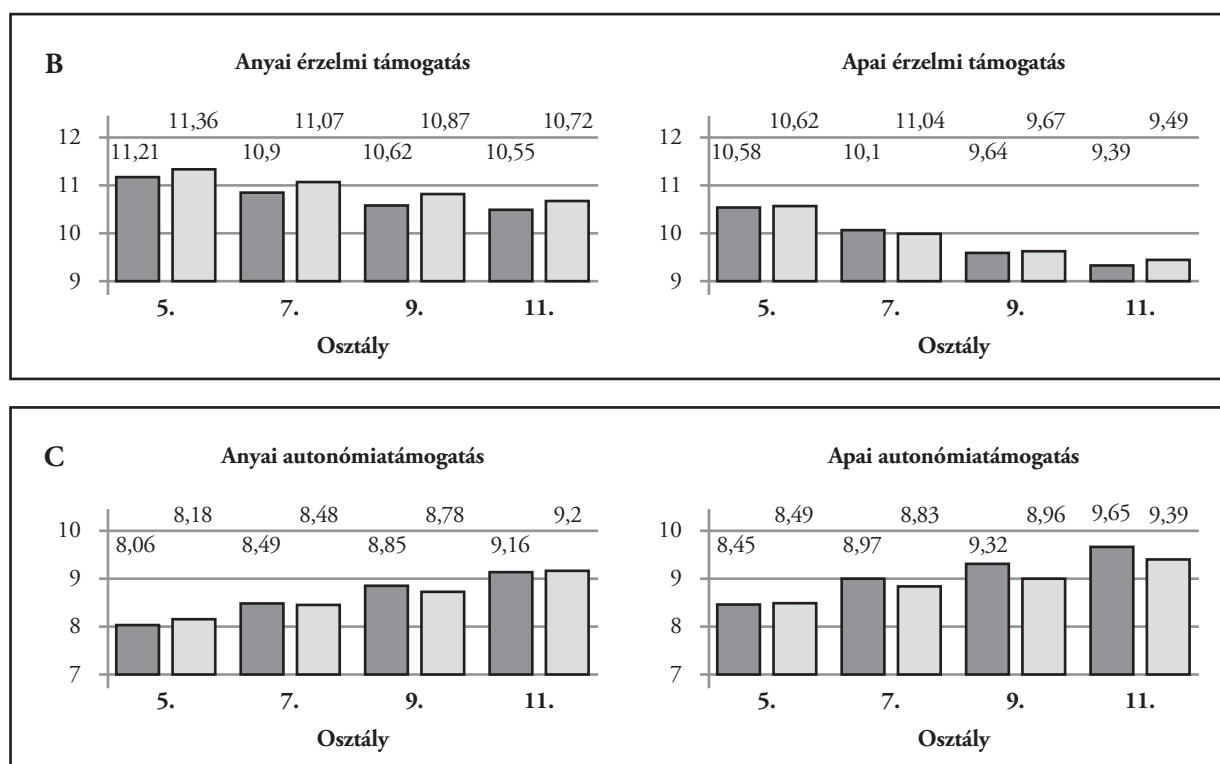 B
Anyai érzelmi támogatás
11,36 11,07 10,87 10,72
12
11,21 10,9 10,62 10,55
11
10
9
5. 7. 9. 11.
Osztály
Apai érzelmi támogatás
10,62 11,04 9,67 9,49
12
10,58 10,1 9,64 9,39
11
10
9
5. 7. 9. 11.
Osztály
C
Anyai autonómiatámogatás
8,18 8,48 8,78 9,2
10
8,06 8,49 8,85 9,16
9
8
7
5. 7. 9. 11.
Osztály
Apai autonómiatámogatás
8,49 8,83 8,96 9,65 9,39
10
8,45 8,97 9,32
9
8
7
5. 7. 9. 11.
Osztály